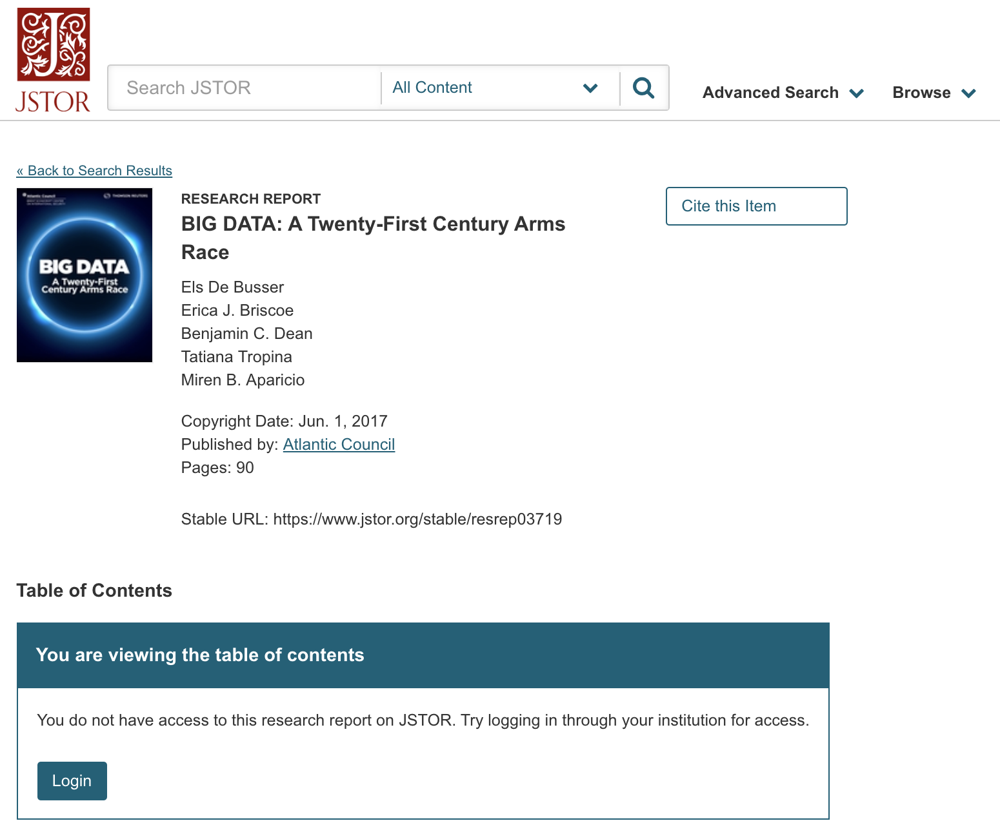 JSTOR
Search JSTOR
All Content
Advanced Search
Browse
« Back to Search Results
Atlantic Council
THOMSON REUTERS
BIG DATA
A Twenty-First
Century Arms Race
RESEARCH REPORT
BIG DATA: A Twenty-First Century Arms
Race
Els De Busser
Erica J. Briscoe
Benjamin C. Dean
Tatiana Tropina
Miren B. Aparicio
Copyright Date: Jun. 1, 2017
Published by: Atlantic Council
Pages: 90
Stable URL: https://www.jstor.org/stable/resrep03719
Cite this Item
Table of Contents
You are viewing the table of contents
You do not have access to this research report on JSTOR. Try logging in through your institution for access.
Login